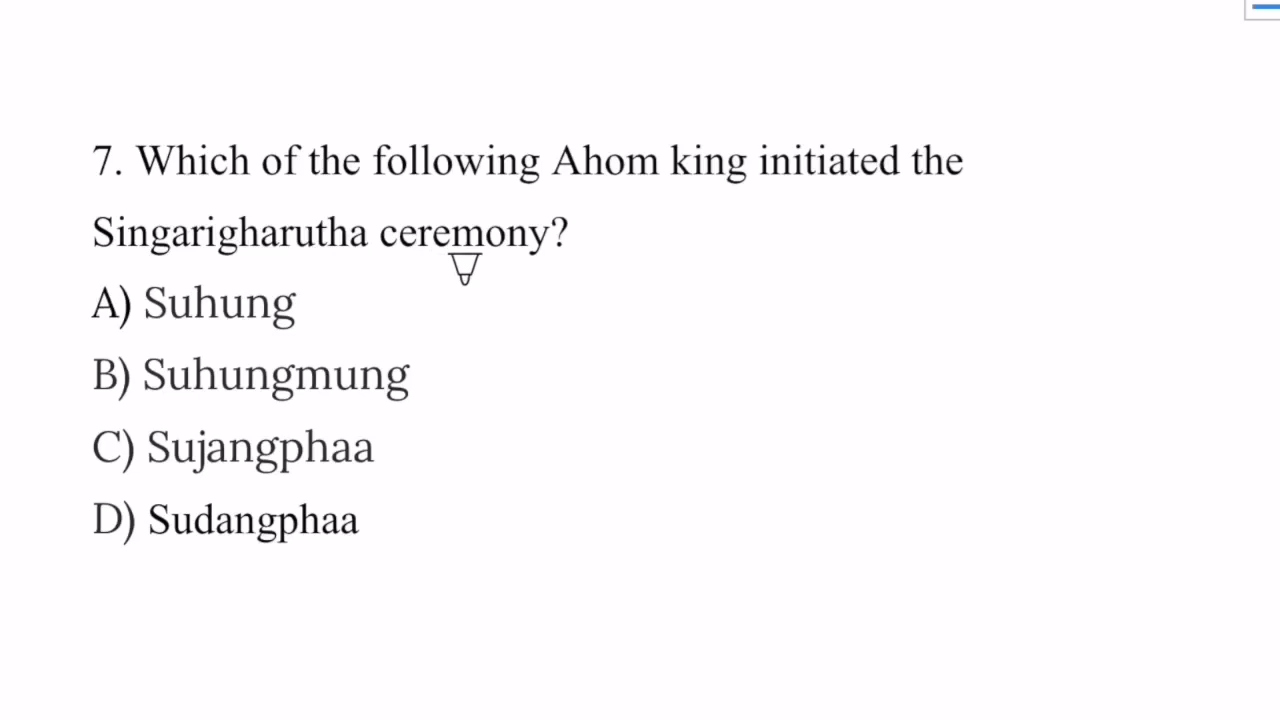 7. Which of the following Ahom king initiated the
Singarigharutha ceremony?
A) Suhung
B) Suhungmung
C) Sujangphaa
D) Sudangphaa